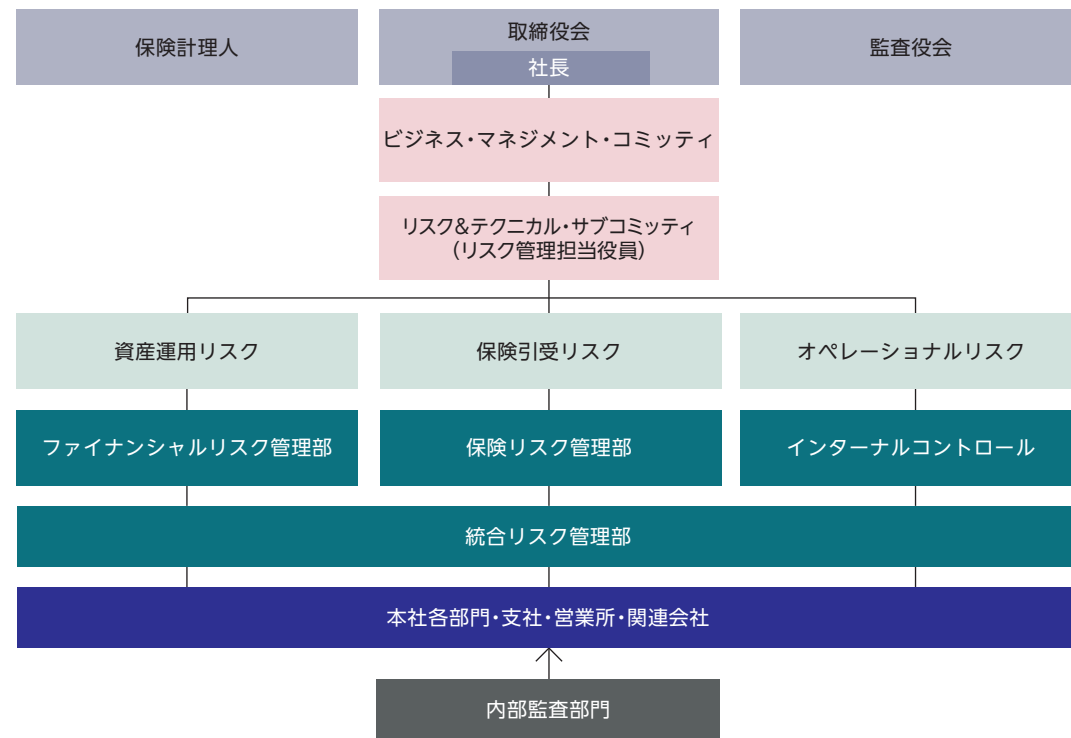 保険計理人
取締役会
社長
監査役会
ビジネス・マネジメント・コミッティ
リスク&テクニカル・サブコミッティ
(リスク管理担当役員)
資産運用リスク
保険引受リスク
オペレーショナルリスク
ファイナンシャルリスク管理部
保険リスク管理部
インターナルコントロール
統合リスク管理部
本社各部門・支社・営業所・関連会社
内部監査部門